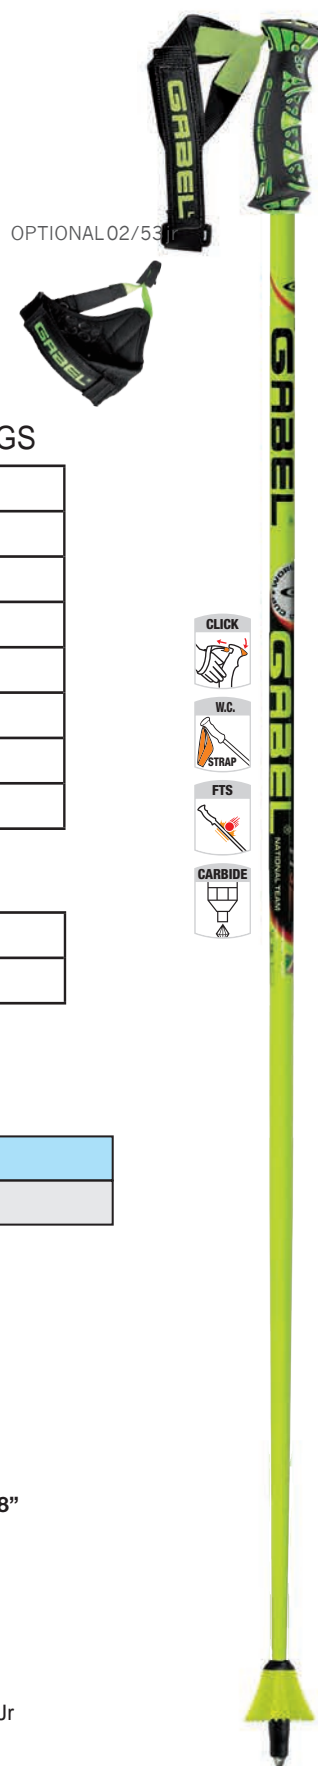 GABEL
OPTIONAL 02/53
GABEL
GS
GABEL
CLICK
W.C.
STRAP
FTS
CARBIDE
GABEL
NATIONAL TEAM
8”
Jr